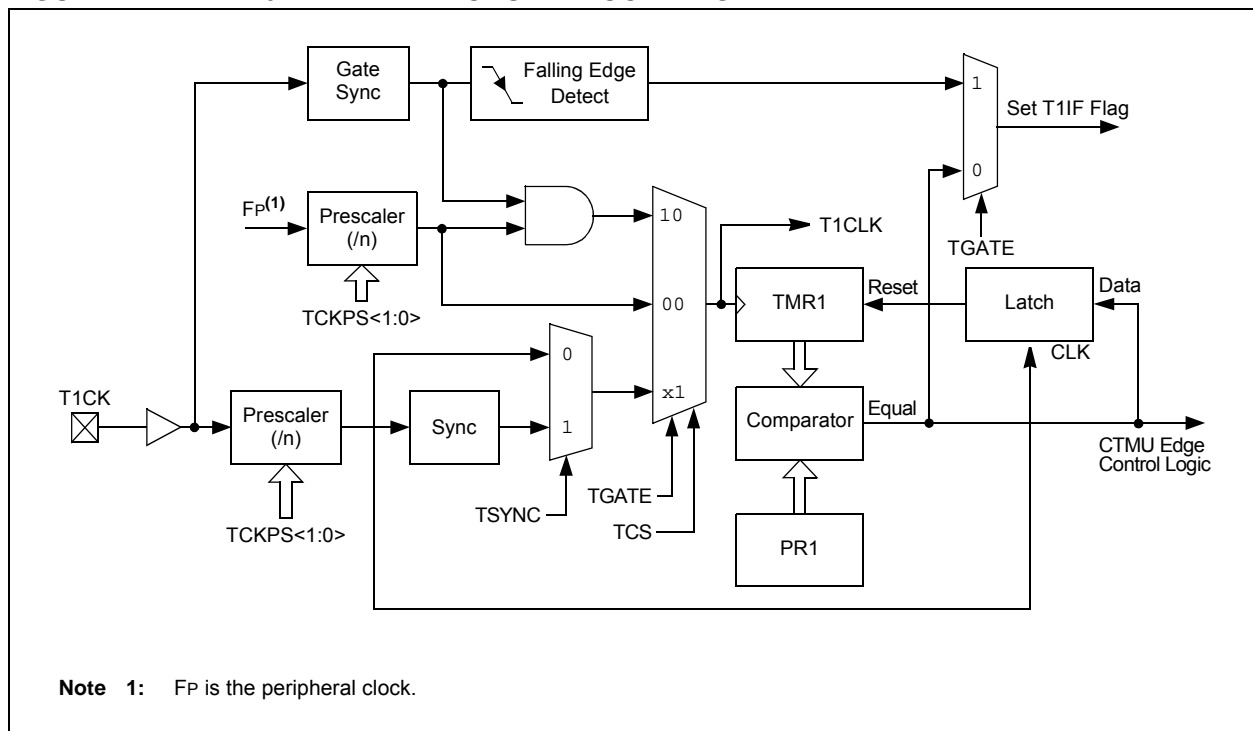 Gate
Sync
Falling Edge
Detect
1
Set T1IF Flag
0
TGATE
FP(1)
Prescaler
(/n)
TCKPS<1:0>
10
00
x1
T1CLK
TMR1
Reset
Latch
Data
CLK
T1CK
Prescaler
(/n)
TCKPS<1:0>
Sync
0
1
TSYNC
TGATE
TCS
Comparator
Equal
CTMU Edge
Control Logic
PR1
Note 1: FP is the peripheral clock.